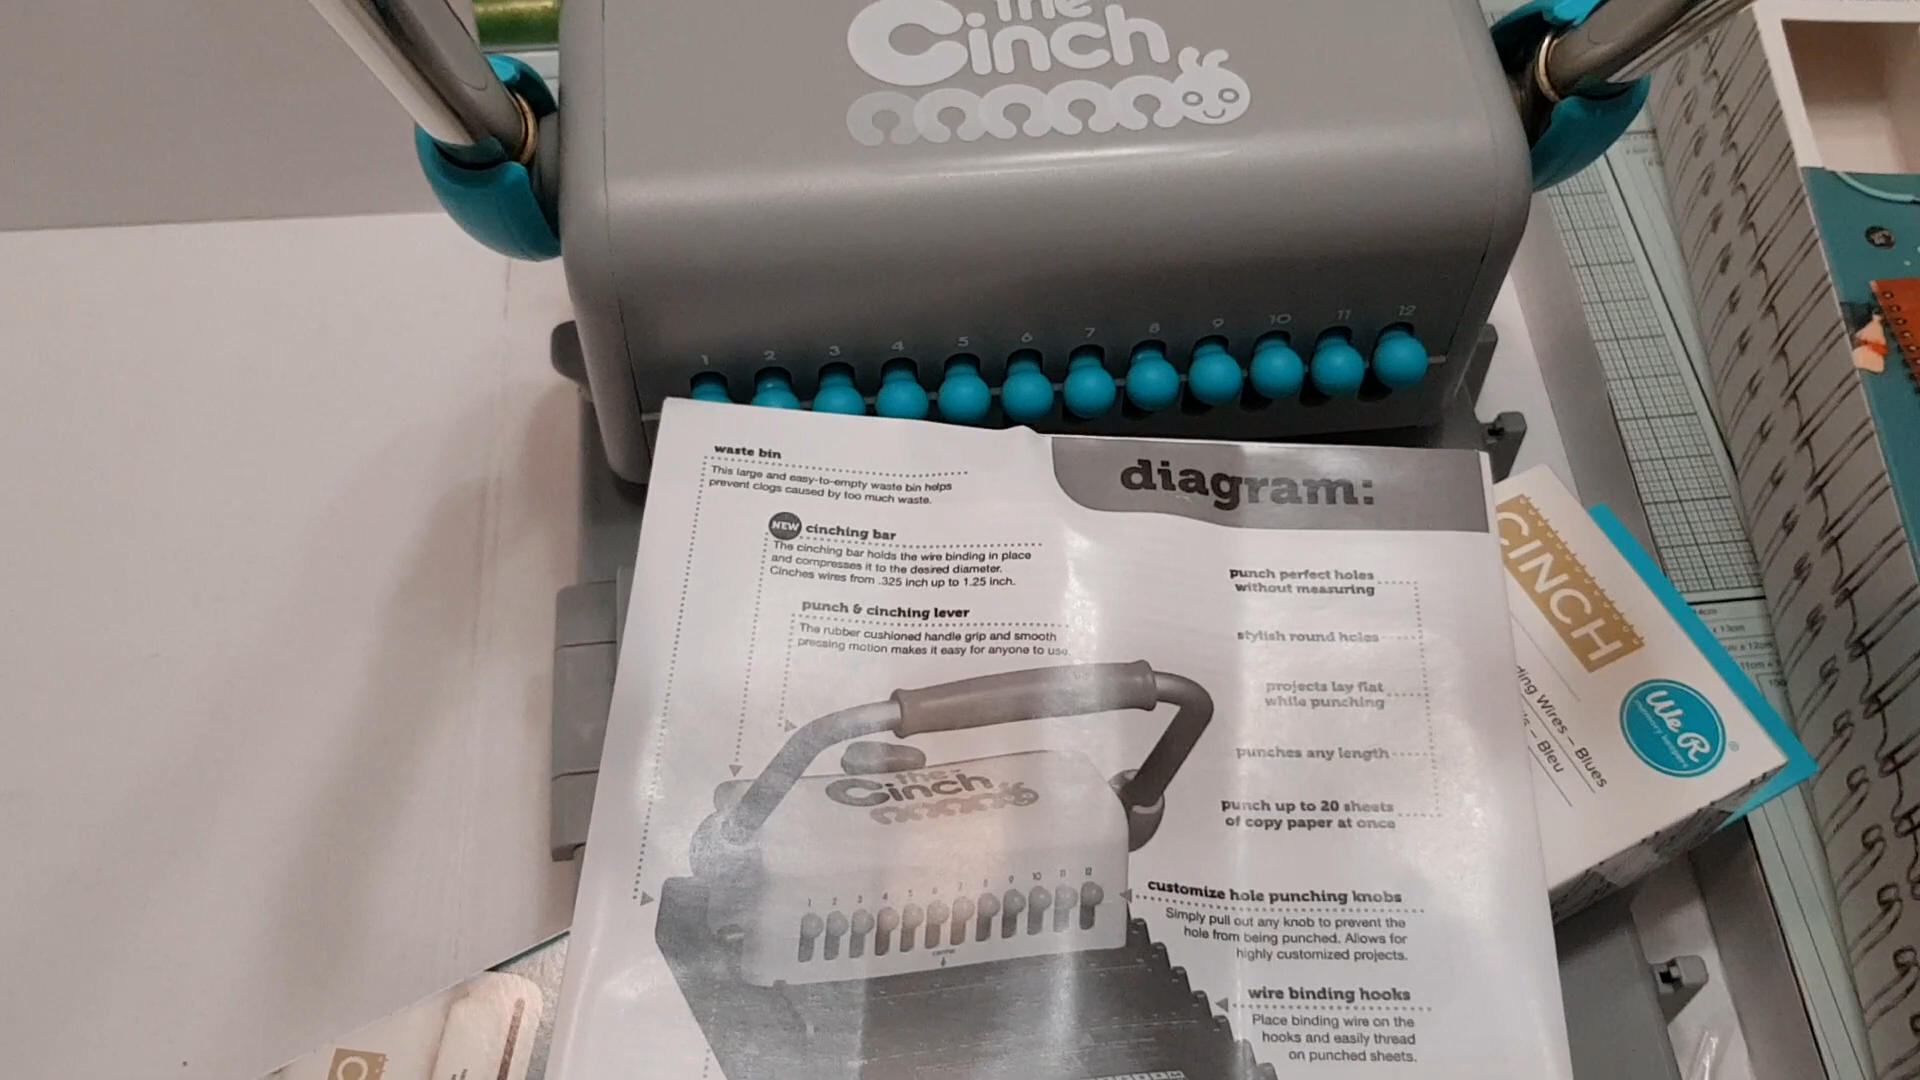 the
Cinch
1 2 3 4 5 6 7 8 9 10 11 12
waste bin
This large and easy-to-empty waste bin helps
prevent clogs caused by too much waste.
NEW cinching bar
The cinching bar holds the wire binding in place
and compresses it to the desired diameter.
Cinches wires from .325 inch up to 1.25 inch.
punch & cinching lever
The rubber cushioned handle grip and smooth
pressing motion makes it easy for anyone to use.
diagram:
punch perfect holes
without measuring
stylish round holes
projects lay flat
while punching
punches any length
punch up to 20 sheets
of copy paper at once
the
Cinch
1 2 3 4 5 6 7 8 9 10 11 12
customize hole punching knobs
Simply pull out any knob to prevent the
hole from being punched. Allows for
highly customized projects.
wire binding hooks
Place binding wire on the
hooks and easily thread
on punched sheets.
CINCH
We R
memory keepers
Wires – Blues
– Bleu